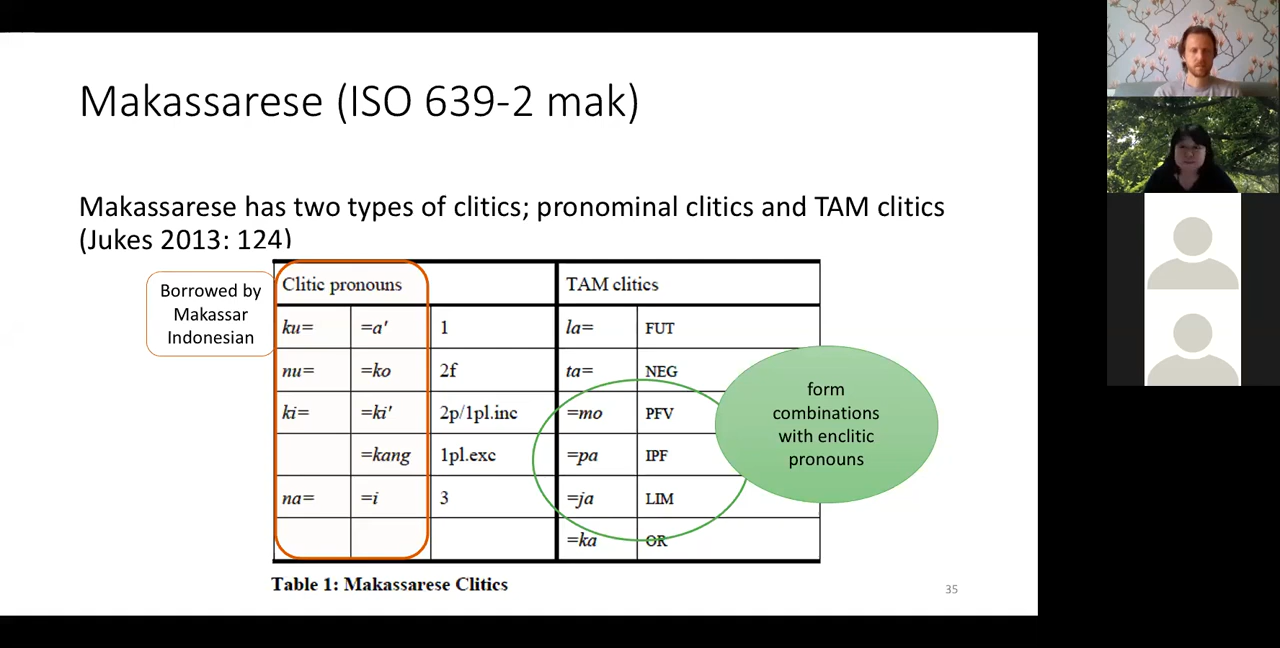 Makassarese (ISO 639-2 mak)
Makassarese has two types of clitics; pronominal clitics and TAM clitics
(Jukes 2013: 124)
Borrowed by
Makassar
Indonesian
Clitic pronouns TAM clitics
ku= =a' 1 la= FUT
nu= =ko 2f ta= NEG
ki= =ki' 2p/1pl.inc =mo PFV
=kang 1pl.exc =pa IPF
na= =i 3 =ja LIM
=ka OR
form
combinations
with enclitic
pronouns
Table 1: Makassarese Clitics
35